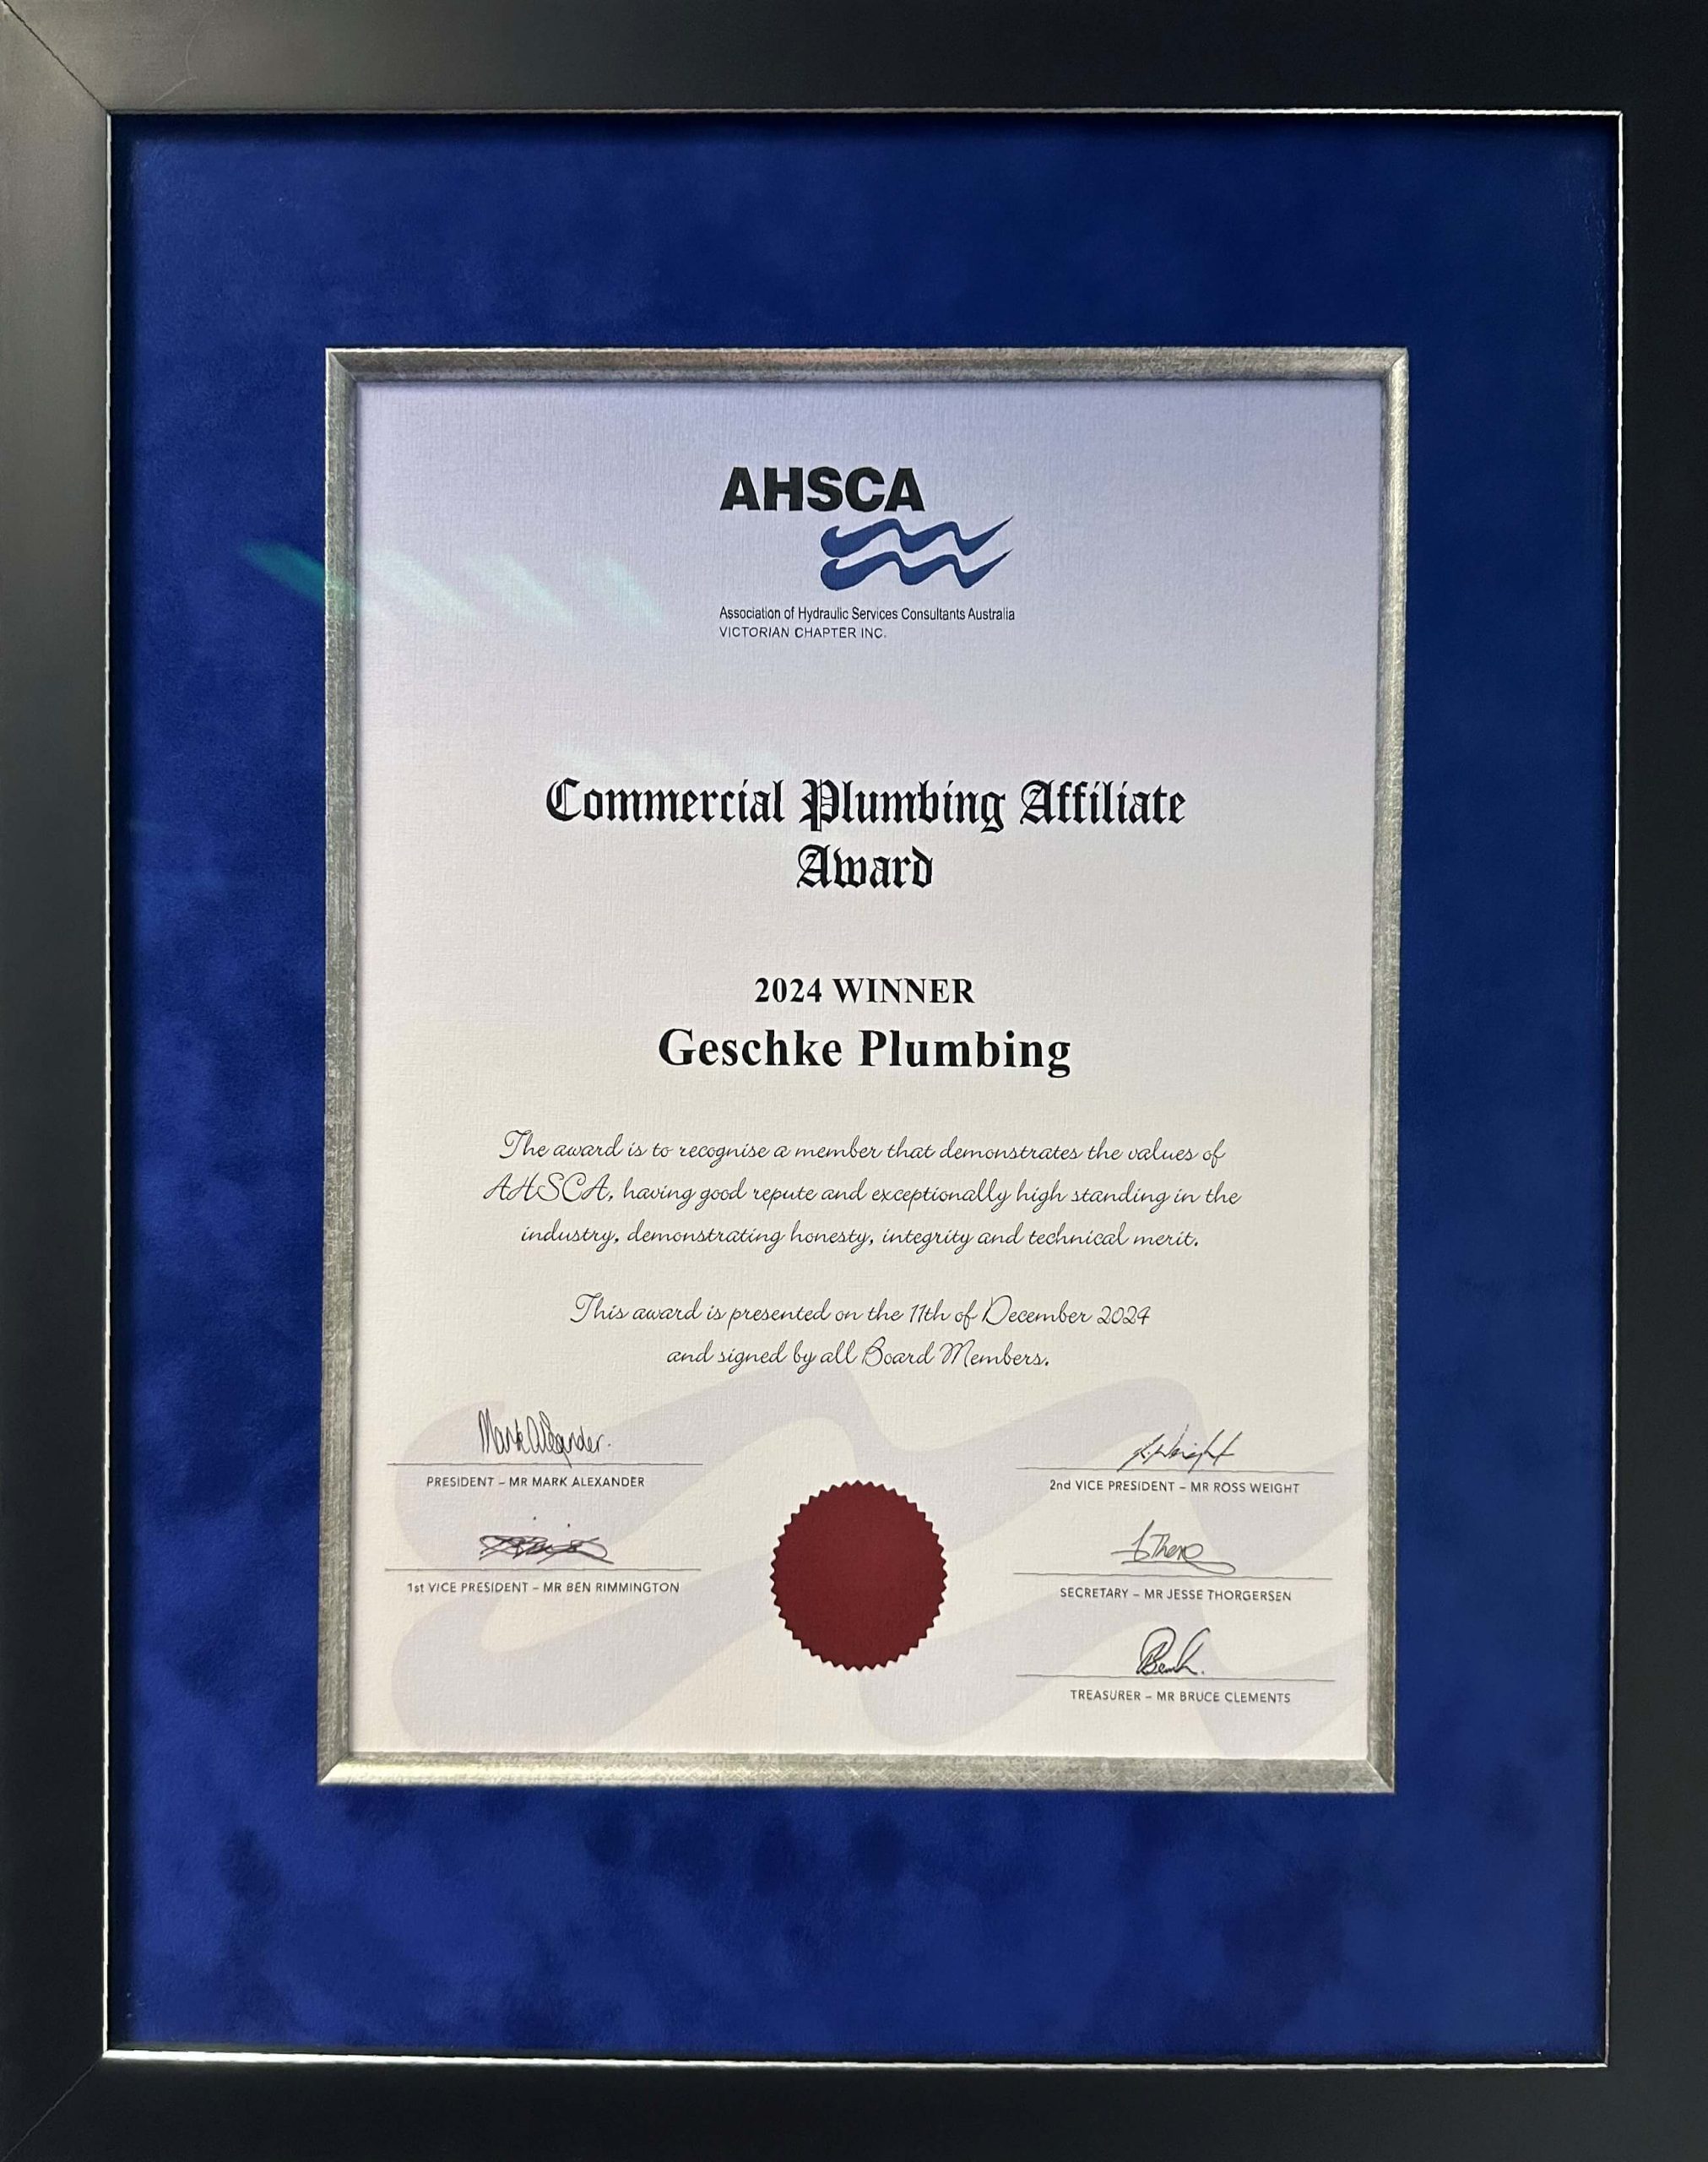 AHSCA
Association of Hydraulic Services Consultants Australia
VICTORIAN CHAPTER INC.
Commercial Plumbing Affiliate
Award
2024 WINNER
Geschke Plumbing
The award is to recognise a member that demonstrates the values of
AHSCA, having good repute and exceptionally high standing in the
industry, demonstrating honesty, integrity and technical merit.
This award is presented on the 11th of December 2024
and signed by all Board Members.
Mark Alexander.
PRESIDENT – MR MARK ALEXANDER
1st VICE PRESIDENT – MR BEN RIMMINGTON
R. Weight
2nd VICE PRESIDENT – MR ROSS WEIGHT
SECRETARY – MR JESSE THORGERSEN
TREASURER – MR BRUCE CLEMENTS